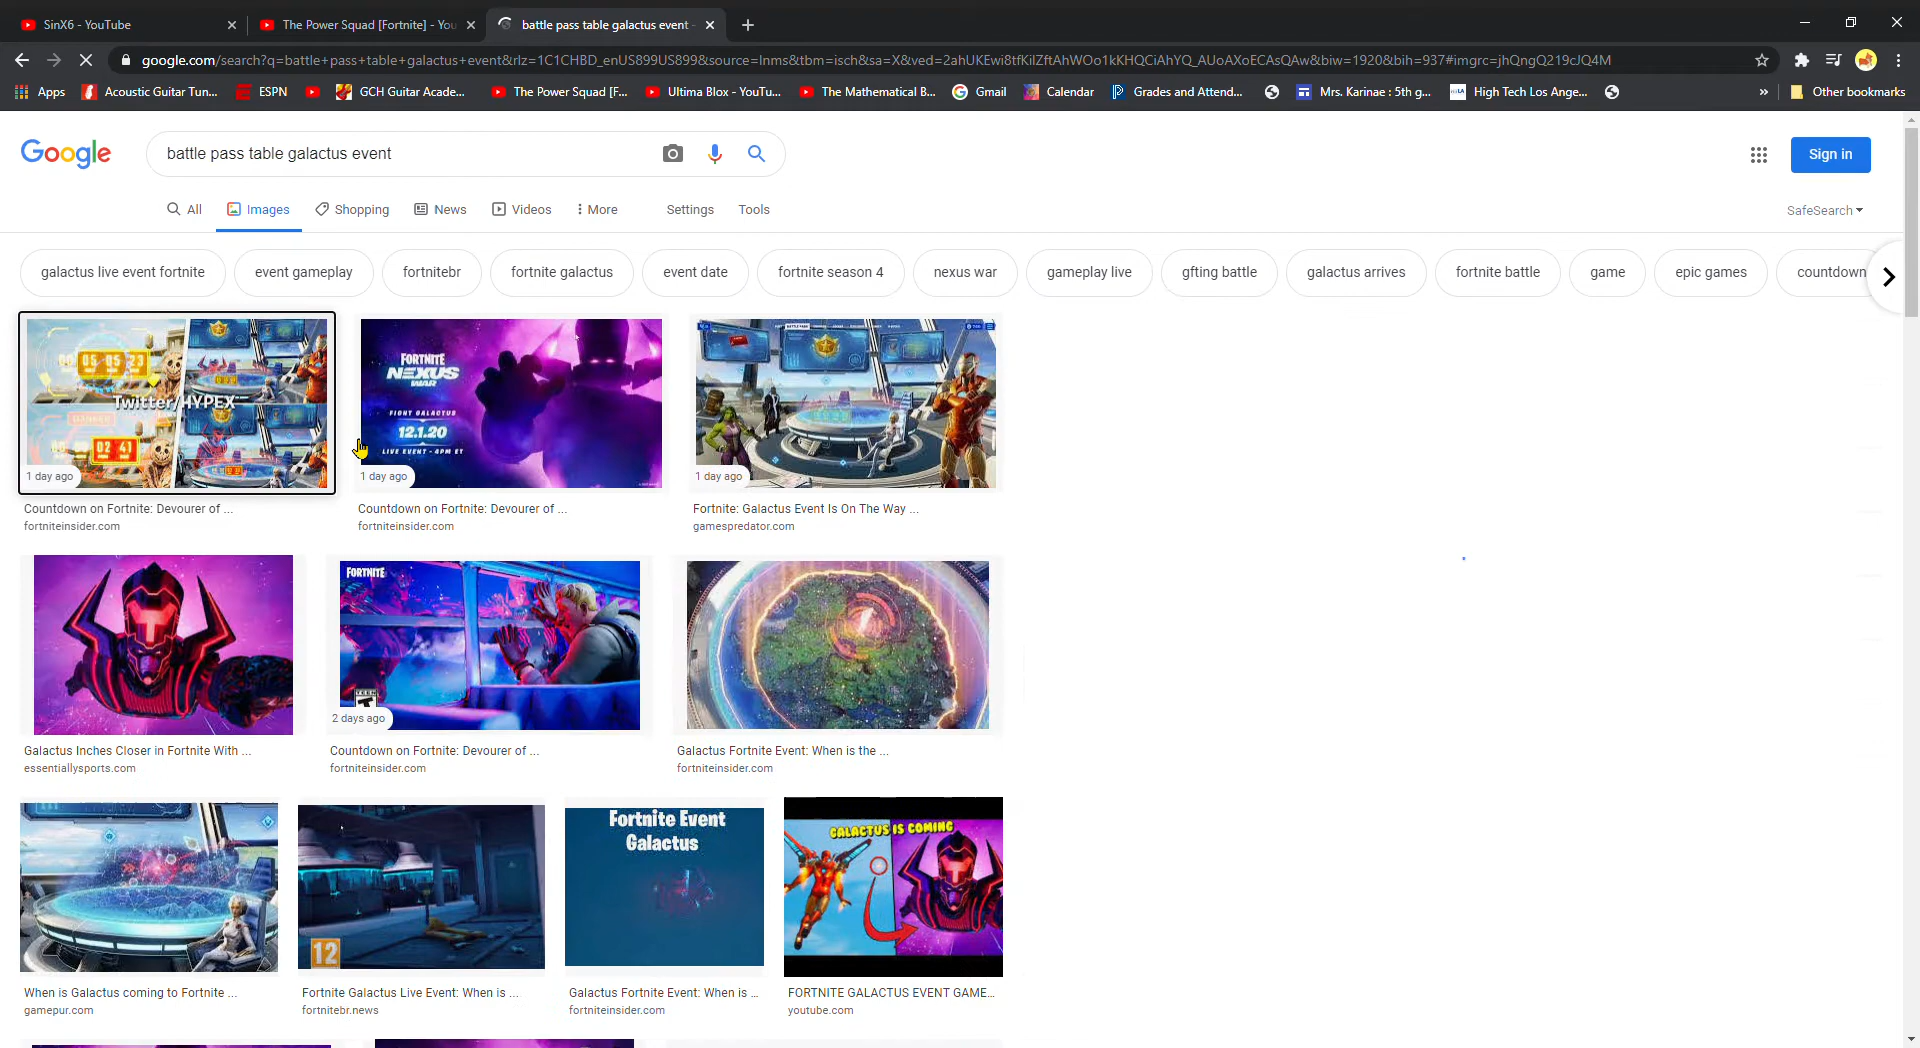 SinX6 - YouTube
The Power Squad [Fortnite] - You
battle pass table galactus event -
google.com/search?q=battle+pass+table+galactus+event&rlz=1C1CHBD_enUS899US899&source=lnms&tbm=isch&sa=X&ved=2ahUKEwi8tfKilZftAhWOo1kKHQCiAhYQ_AUoAXoECAsQAw&biw=1920&bih=937#imgrc=jhQngQ219cJQ4M
Apps
Acoustic Guitar Tun...
ESPN
GCH Guitar Acade...
The Power Squad [F...
Ultima Blox - YouTu...
The Mathematical B...
Gmail
Calendar
Grades and Attend...
Mrs. Karinae : 5th g...
High Tech Los Ange...
Other bookmarks
Google
battle pass table galactus event
Sign in
All
Images
Shopping
News
Videos
More
Settings
Tools
SafeSearch
galactus live event fortnite
event gameplay
fortnitebr
fortnite galactus
event date
fortnite season 4
nexus war
gameplay live
gfting battle
galactus arrives
fortnite battle
game
epic games
countdown
05:05:23
Twitter/HYPEX
02 41
1 day ago
FORTNITE
NEXUS
WAR
FIGHT GALACTUS
12.1.20
LIVE EVENT - 4PM ET
1 day ago
1 day ago
Countdown on Fortnite: Devourer of ...
fortniteinsider.com
Countdown on Fortnite: Devourer of ...
fortniteinsider.com
Fortnite: Galactus Event Is On The Way ...
gamespredator.com
FORTNITE
TEEN
T
2 days ago
Galactus Inches Closer in Fortnite With ...
essentiallysports.com
Countdown on Fortnite: Devourer of ...
fortniteinsider.com
Galactus Fortnite Event: When is the ...
fortniteinsider.com
12
Fortnite Event
Galactus
GALACTUS IS COMING
When is Galactus coming to Fortnite ...
gamepur.com
Fortnite Galactus Live Event: When is ...
fortnitebr.news
Galactus Fortnite Event: When is ...
fortniteinsider.com
FORTNITE GALACTUS EVENT GAME...
youtube.com